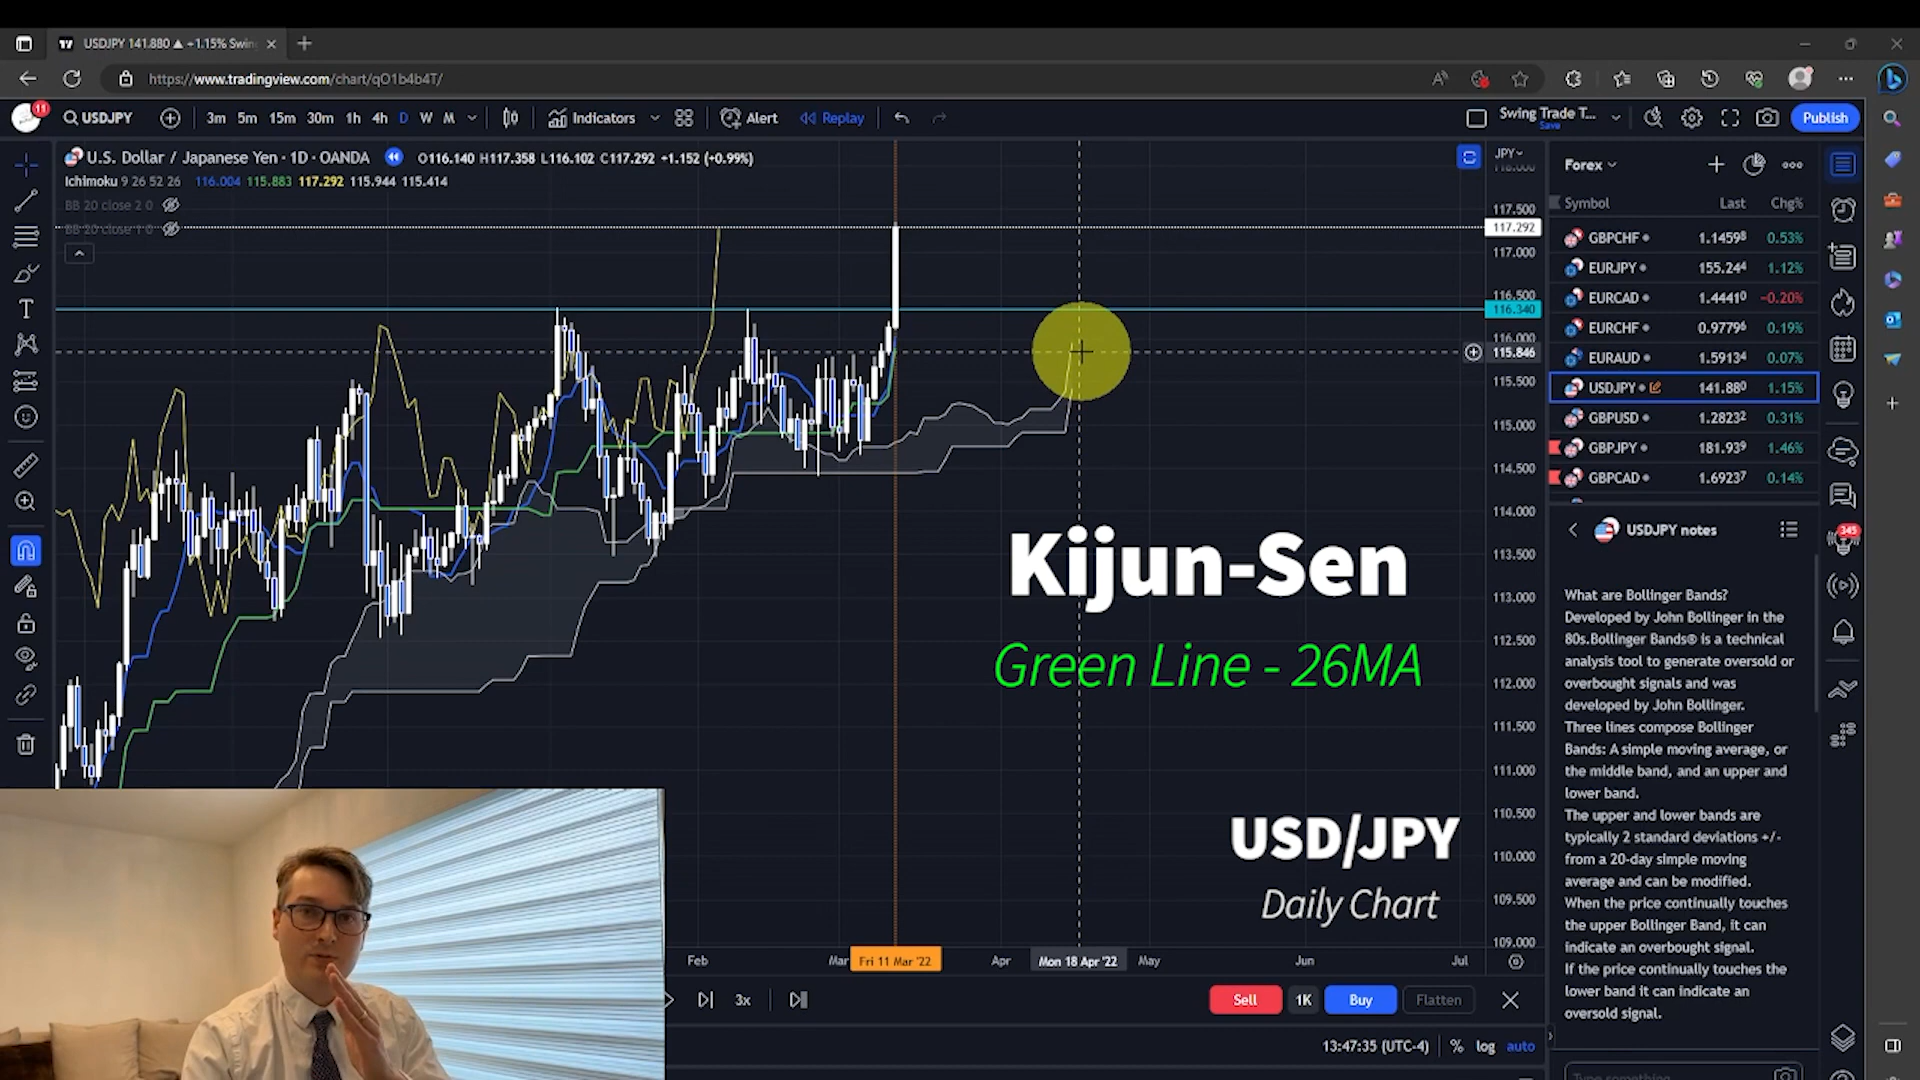 USDJPY 141.880 ▲ +1.15% Swin
https://www.tradingview.com/chart/qO1b4b4T/
11
USDJPY
3m 5m 15m 30m 1h 4h D W M
Indicators
Alert
Replay
Swing Trade T...
Save
Publish
U.S. Dollar / Japanese Yen · 1D · OANDA
O116.140 H117.358 L116.102 C117.292 +1.152 (+0.99%)
Ichimoku 9 26 52 26 116.004 115.883 117.292 115.944 115.414
BB 20 close 2 0
BB 20 close 1 0
JPY
118.000
117.500
117.292
117.000
116.500
116.340
116.000
115.846
115.500
115.000
114.500
114.000
113.500
113.000
112.500
112.000
111.500
111.000
110.500
110.000
109.500
109.000
Kijun-Sen
Green Line - 26MA
USD/JPY
Daily Chart
Feb
Mar
Fri 11 Mar '22
Apr
Mon 18 Apr '22
May
Jun
Jul
3x
Sell
1K
Buy
Flatten
13:47:35 (UTC-4)
%
log
auto
Forex
Symbol Last Chg%
GBPCHF 1.14598 0.53%
EURJPY 155.244 1.12%
EURCAD 1.44410 −0.20%
EURCHF 0.97796 0.19%
EURAUD 1.59134 0.07%
USDJPY 141.880 1.15%
GBPUSD 1.28232 0.31%
GBPJPY 181.939 1.46%
GBPCAD 1.69237 0.14%
USDJPY notes
345
What are Bollinger Bands?
Developed by John Bollinger in the
80s.Bollinger Bands® is a technical
analysis tool to generate oversold or
overbought signals and was
developed by John Bollinger.
Three lines compose Bollinger
Bands: A simple moving average, or
the middle band, and an upper and
lower band.
The upper and lower bands are
typically 2 standard deviations +/-
from a 20-day simple moving
average and can be modified.
When the price continually touches
the upper Bollinger Band, it can
indicate an overbought signal.
If the price continually touches the
lower band it can indicate an
oversold signal.
Type something